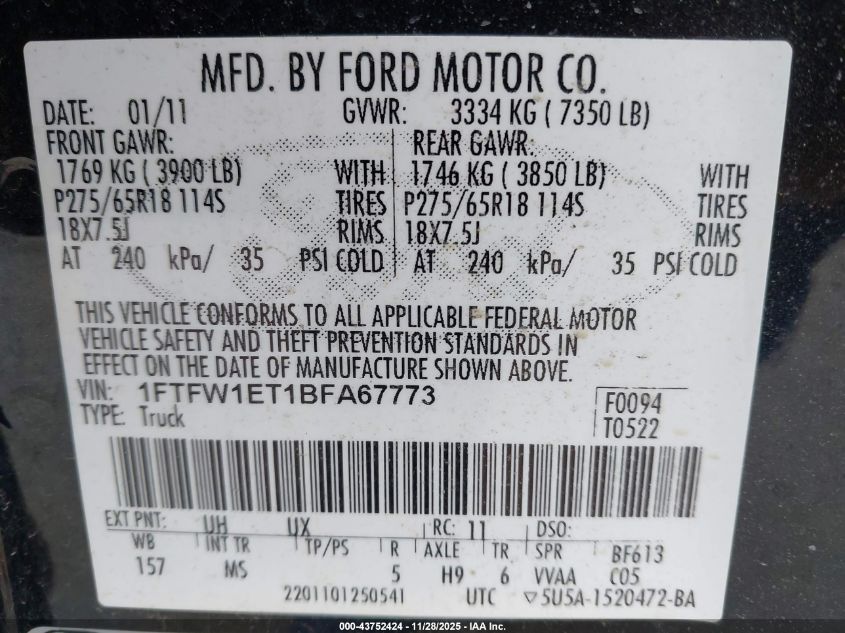 MFD. BY FORD MOTOR CO.
DATE: 01/11 GVWR: 3334 KG ( 7350 LB)
FRONT GAWR: REAR GAWR:
1769 KG ( 3900 LB) WITH 1746 KG ( 3850 LB) WITH
P275/65R18 114S TIRES P275/65R18 114S TIRES
18X7.5J RIMS 18X7.5J RIMS
AT 240 kPa/ 35 PSI COLD AT 240 kPa/ 35 PSI COLD
THIS VEHICLE CONFORMS TO ALL APPLICABLE FEDERAL MOTOR
VEHICLE SAFETY AND THEFT PREVENTION STANDARDS IN
EFFECT ON THE DATE OF MANUFACTURE SHOWN ABOVE.
VIN: 1FTFW1ET1BFA67773
TYPE: Truck
F0094
T0522
EXT PNT: UH UX RC: 11 DSO:
WB INT TR TP/PS R AXLE TR SPR BF613
157 MS 5 H9 6 VVAA C05
2201101250541 UTC ▽5U5A-1520472-BA
000-43752424 | 11/28/2025 - IAA Inc.